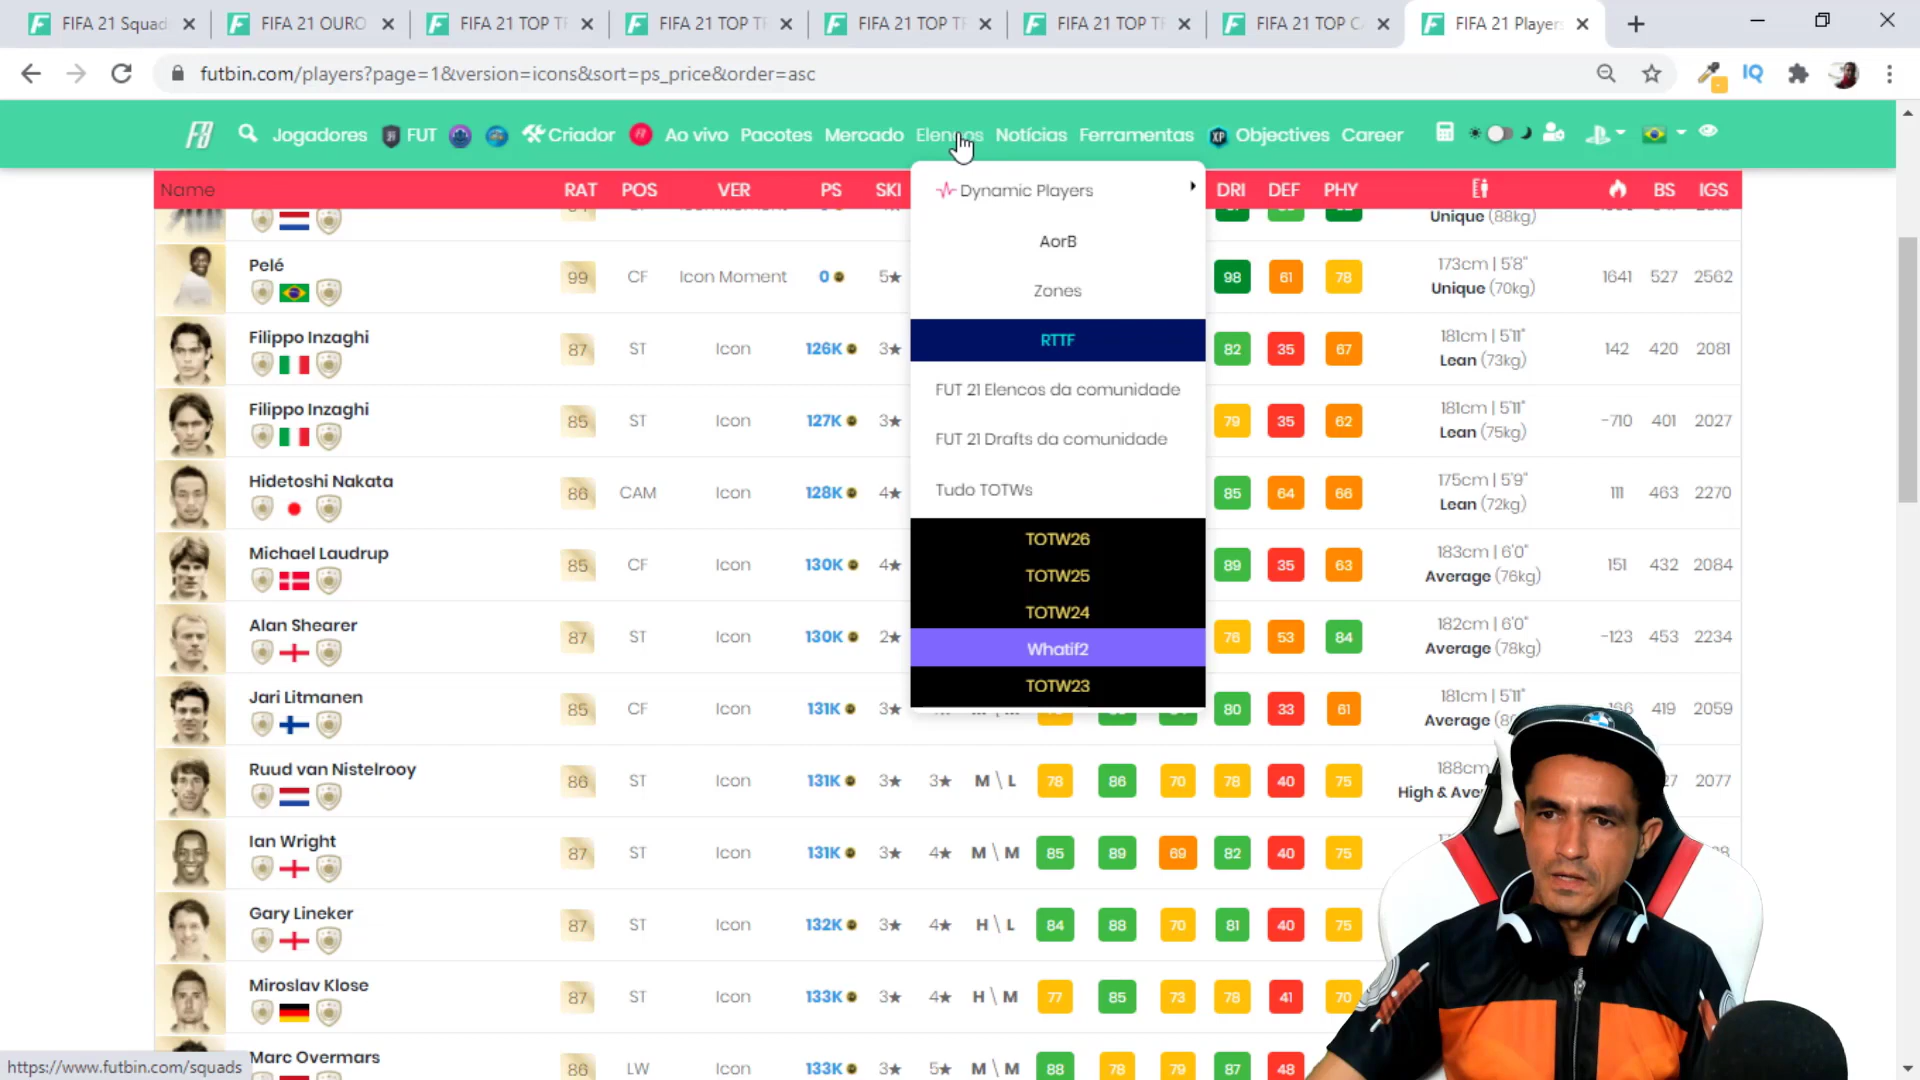 FIFA 21 Squad
FIFA 21 OURO
FIFA 21 TOP TF
FIFA 21 TOP TF
FIFA 21 TOP TF
FIFA 21 TOP TF
FIFA 21 TOP CA
FIFA 21 Players
futbin.com/players?page=1&version=icons&sort=ps_price&order=asc
IQ
Jogadores FUT Criador Ao vivo Pacotes Mercado Elencos Notícias Ferramentas XP Objectives Career
Name RAT POS VER PS SKI DRI DEF PHY BS IGS
Unique (88kg)
Pelé 99 CF Icon Moment 0 5★ 98 61 78 173cm | 5'8" Unique (70kg) 1641 527 2562
Filippo Inzaghi 87 ST Icon 126K 3★ 82 35 67 181cm | 5'11" Lean (73kg) 142 420 2081
Filippo Inzaghi 85 ST Icon 127K 3★ 79 35 62 181cm | 5'11" Lean (75kg) -710 401 2027
Hidetoshi Nakata 86 CAM Icon 128K 4★ 85 64 66 175cm | 5'9" Lean (72kg) 111 463 2270
Michael Laudrup 85 CF Icon 130K 4★ 89 35 63 183cm | 6'0" Average (76kg) 151 432 2084
Alan Shearer 87 ST Icon 130K 2★ 76 53 84 182cm | 6'0" Average (78kg) -123 453 2234
Jari Litmanen 85 CF Icon 131K 3★ 80 33 61 181cm | 5'11" Average 419 2059
Ruud van Nistelrooy 86 ST Icon 131K 3★ 3★ M \ L 78 86 70 78 40 75 188cm High & Ave 2077
Ian Wright 87 ST Icon 131K 3★ 4★ M \ M 85 89 69 82 40 75
Gary Lineker 87 ST Icon 132K 3★ 4★ H \ L 84 88 70 81 40 75
Miroslav Klose 87 ST Icon 133K 3★ 4★ H \ M 77 85 73 78 41 70
Marc Overmars 86 LW Icon 133K 3★ 5★ M \ M 88 78 79 87 48
Dynamic Players
AorB
Zones
RTTF
FUT 21 Elencos da comunidade
FUT 21 Drafts da comunidade
Tudo TOTWs
TOTW26
TOTW25
TOTW24
Whatif2
TOTW23
https://www.futbin.com/squads